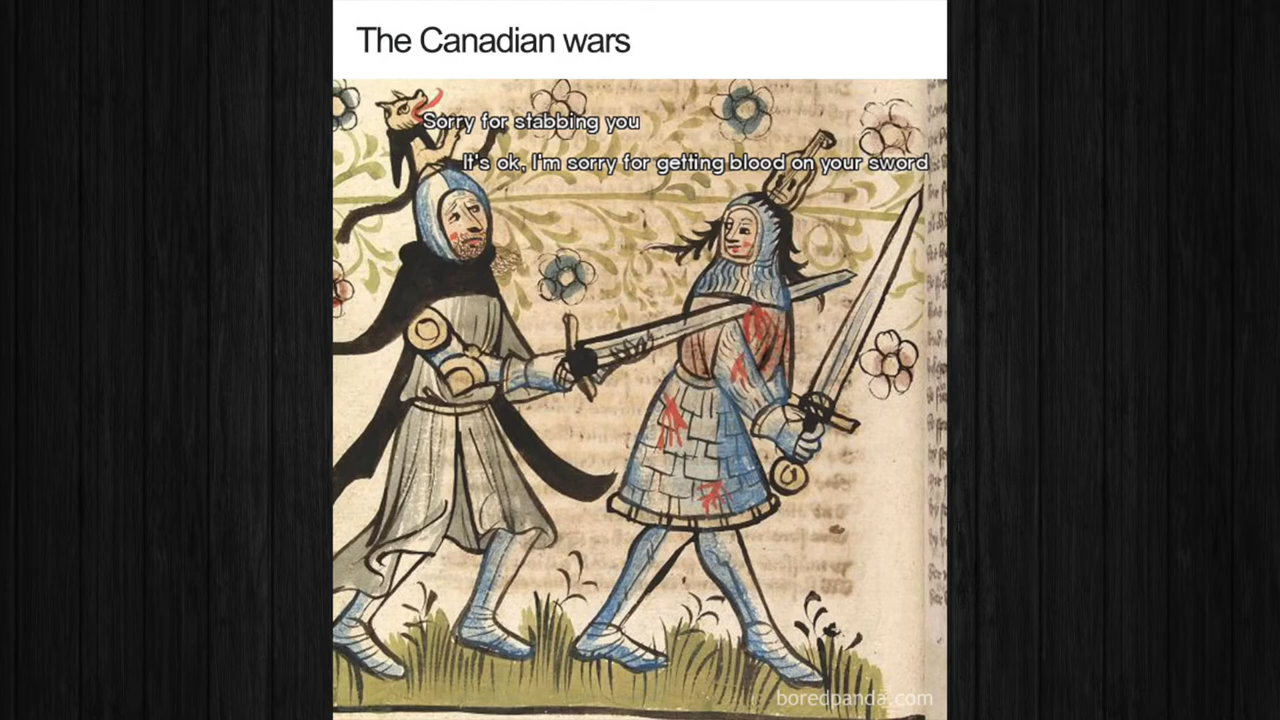 The Canadian wars
Sorry for stabbing you
It's ok, I'm sorry for getting blood on your sword
boredpanda.com